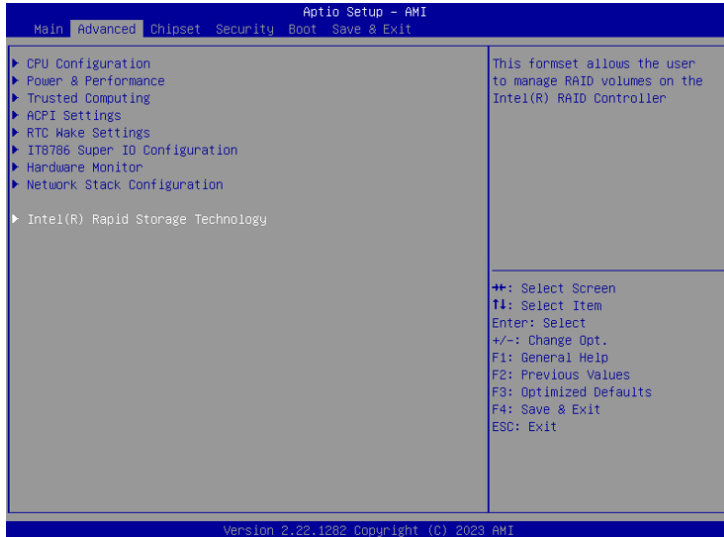 Aptio Setup - AMI
Main Advanced Chipset Security Boot Save & Exit
CPU Configuration
Power & Performance
Trusted Computing
ACPI Settings
RTC Wake Settings
IT8786 Super IO Configuration
Hardware Monitor
Network Stack Configuration
Intel(R) Rapid Storage Technology
This formset allows the user
to manage RAID volumes on the
Intel(R) RAID Controller
→←: Select Screen
↑↓: Select Item
Enter: Select
+/-: Change Opt.
F1: General Help
F2: Previous Values
F3: Optimized Defaults
F4: Save & Exit
ESC: Exit
Version 2.22.1282 Copyright (C) 2023 AMI